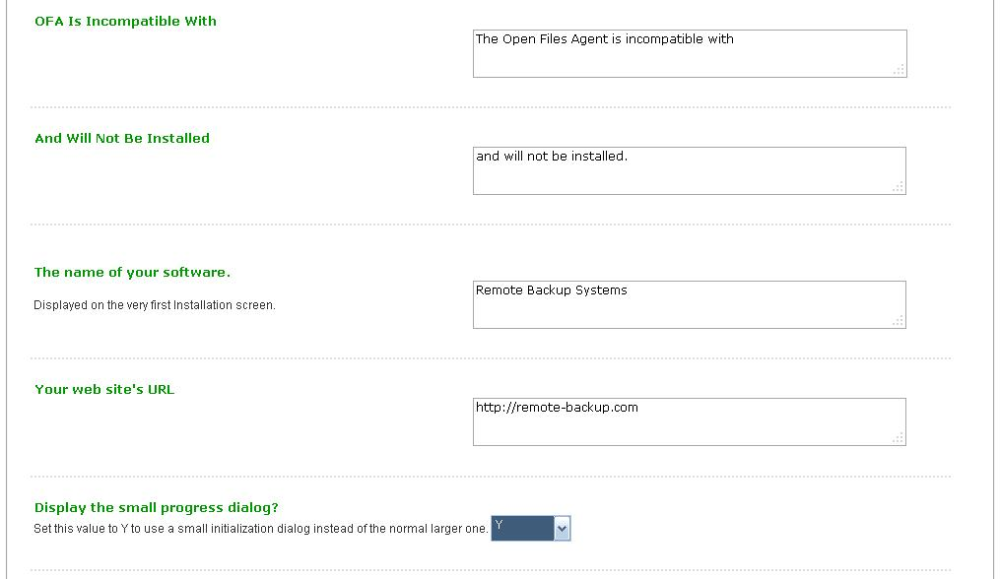 OFA Is Incompatible With
The Open Files Agent is incompatible with
And Will Not Be Installed
and will not be installed.
The name of your software.
Displayed on the very first Installation screen.
Remote Backup Systems
Your web site's URL
http://remote-backup.com
Display the small progress dialog?
Set this value to Y to use a small initialization dialog instead of the normal larger one. Y